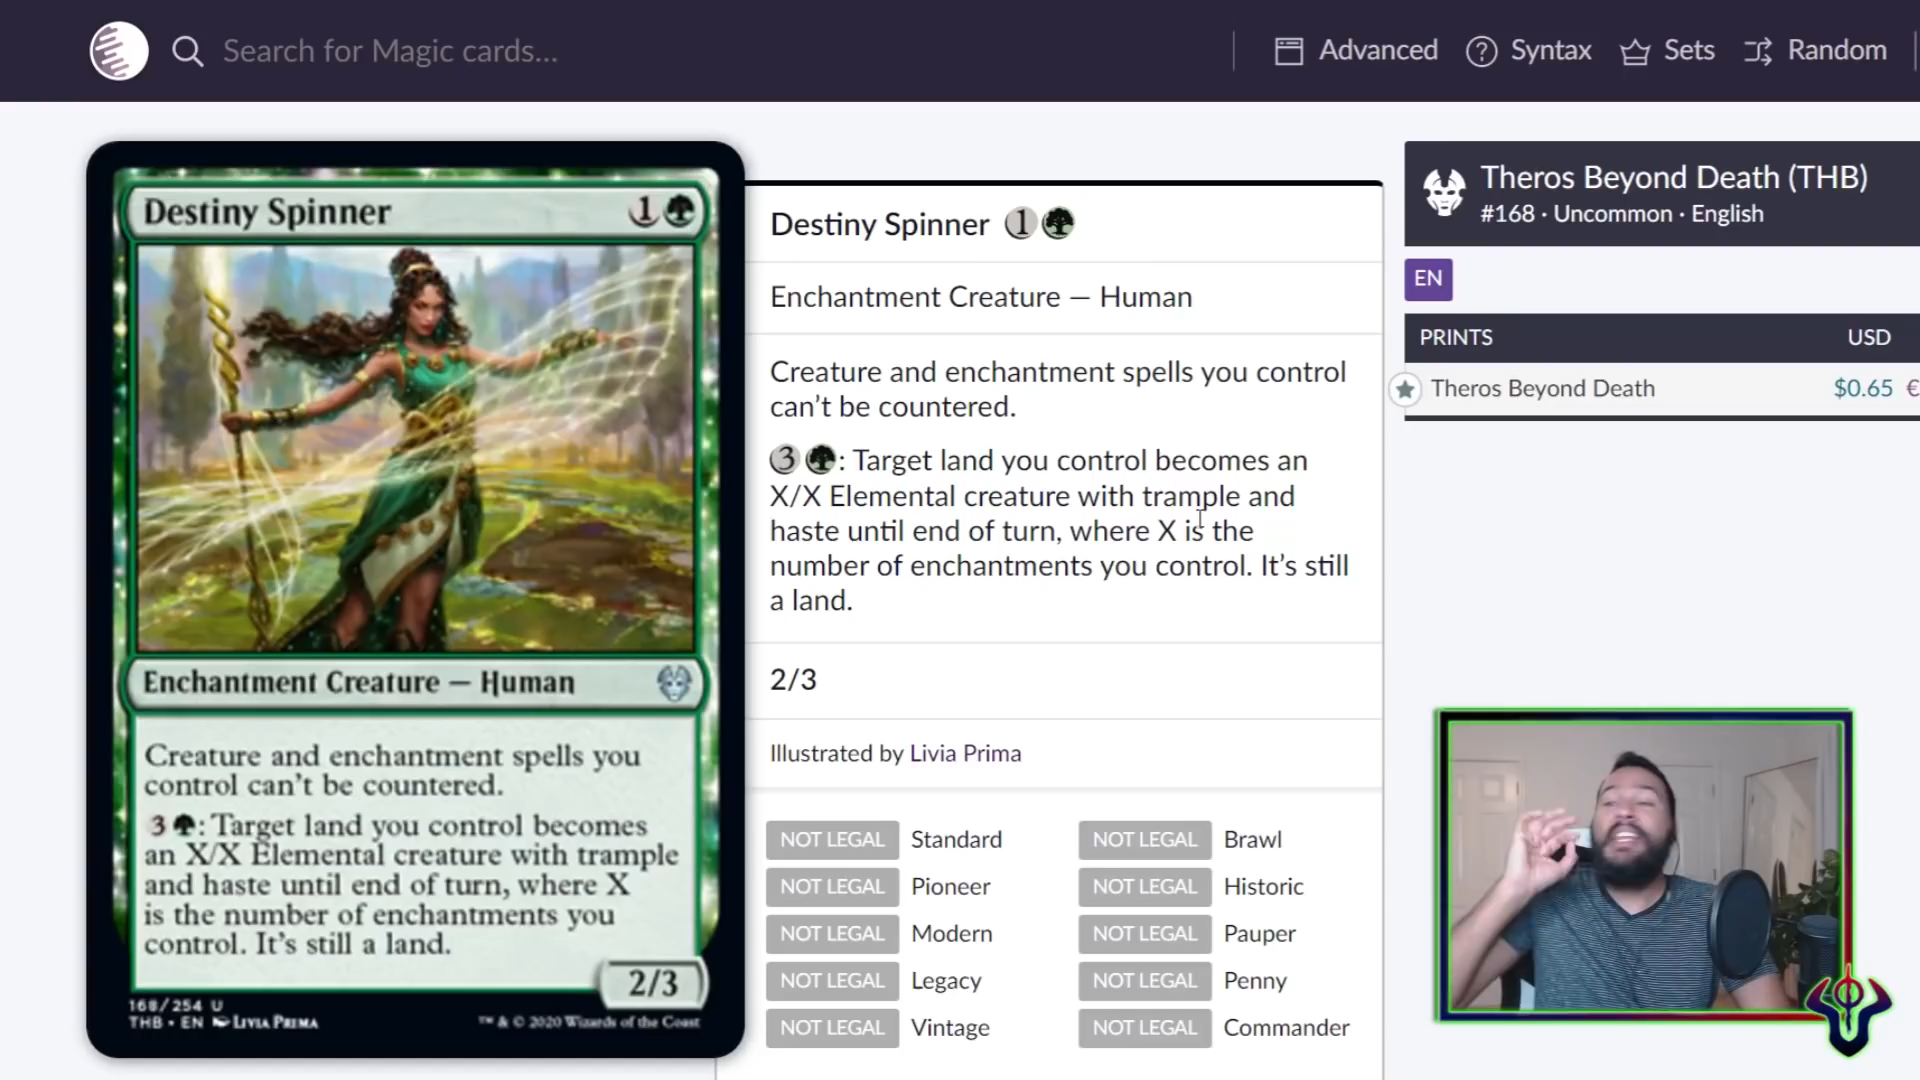 Search for Magic cards...
Advanced
Syntax
Sets
Random
Destiny Spinner 1
Enchantment Creature — Human
Creature and enchantment spells you
control can't be countered.
3 : Target land you control becomes
an X/X Elemental creature with trample
and haste until end of turn, where X
is the number of enchantments you
control. It's still a land.
2/3
168/254 U
THB • EN Livia Prima
™ & © 2020 Wizards of the Coast
Destiny Spinner 1
Enchantment Creature — Human
Creature and enchantment spells you control
can't be countered.
3 : Target land you control becomes an
X/X Elemental creature with trample and
haste until end of turn, where X is the
number of enchantments you control. It's still
a land.
2/3
Illustrated by Livia Prima
NOT LEGAL Standard NOT LEGAL Brawl
NOT LEGAL Pioneer NOT LEGAL Historic
NOT LEGAL Modern NOT LEGAL Pauper
NOT LEGAL Legacy NOT LEGAL Penny
NOT LEGAL Vintage NOT LEGAL Commander
Theros Beyond Death (THB)
#168 · Uncommon · English
EN
PRINTS USD
Theros Beyond Death $0.65 €